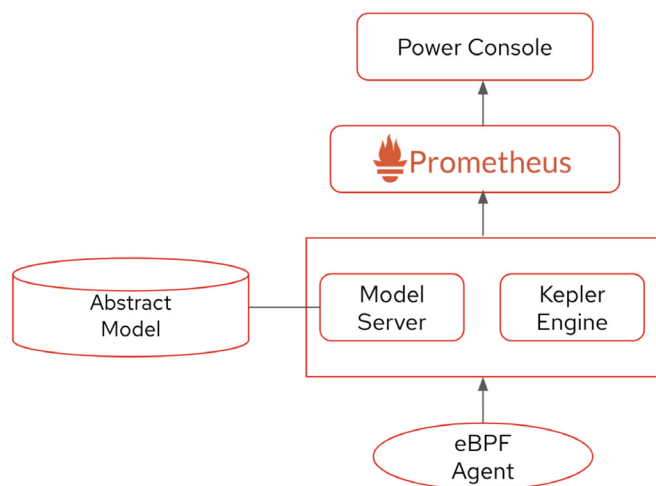 Power Console
Prometheus
Abstract
Model
Model
Server
Kepler
Engine
eBPF
Agent